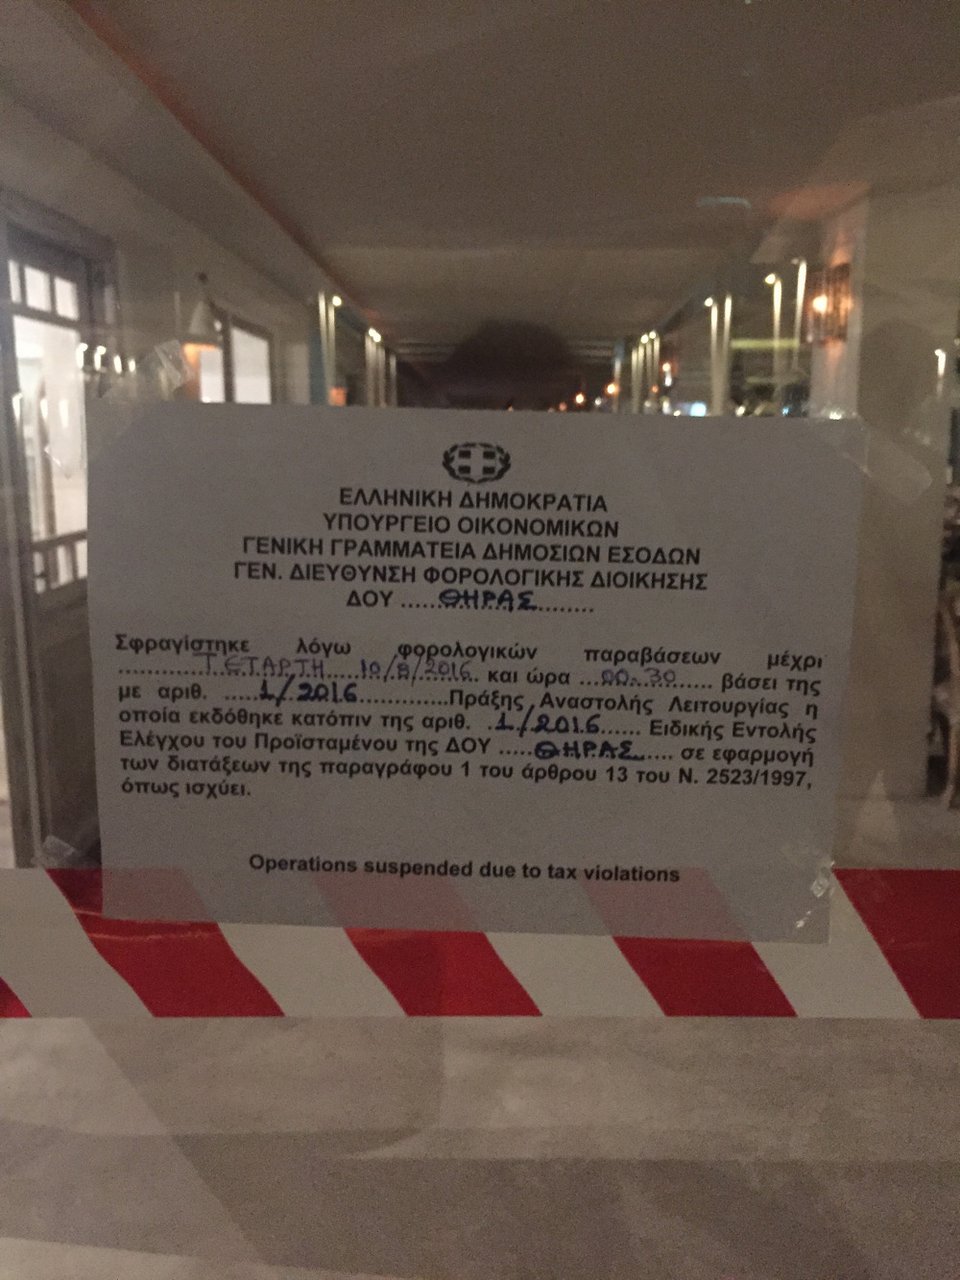 ΕΛΛΗΝΙΚΗ ΔΗΜΟΚΡΑΤΙΑ
ΥΠΟΥΡΓΕΙΟ ΟΙΚΟΝΟΜΙΚΩΝ
ΓΕΝΙΚΗ ΓΡΑΜΜΑΤΕΙΑ ΔΗΜΟΣΙΩΝ ΕΣΟΔΩΝ
ΓΕΝ. ΔΙΕΥΘΥΝΣΗ ΦΟΡΟΛΟΓΙΚΗΣ ΔΙΟΙΚΗΣΗΣ
ΔΟΥ ......ΘΗΡΑΣ........
Σφραγίστηκε λόγω φορολογικών παραβάσεων μέχρι
............ΤΕΤΑΡΤΗ....10/8/2016.. και ώρα ...00:30...... βάσει της
με αριθ. .....1/2016.............Πράξης Αναστολής Λειτουργίας η
οποία εκδόθηκε κατόπιν της αριθ. ..1/2016...... Ειδικής Εντολής
Ελέγχου του Προϊσταμένου της ΔΟΥ .....ΘΗΡΑΣ.... σε εφαρμογή
των διατάξεων της παραγράφου 1 του άρθρου 13 του Ν. 2523/1997,
όπως ισχύει.
Operations suspended due to tax violations